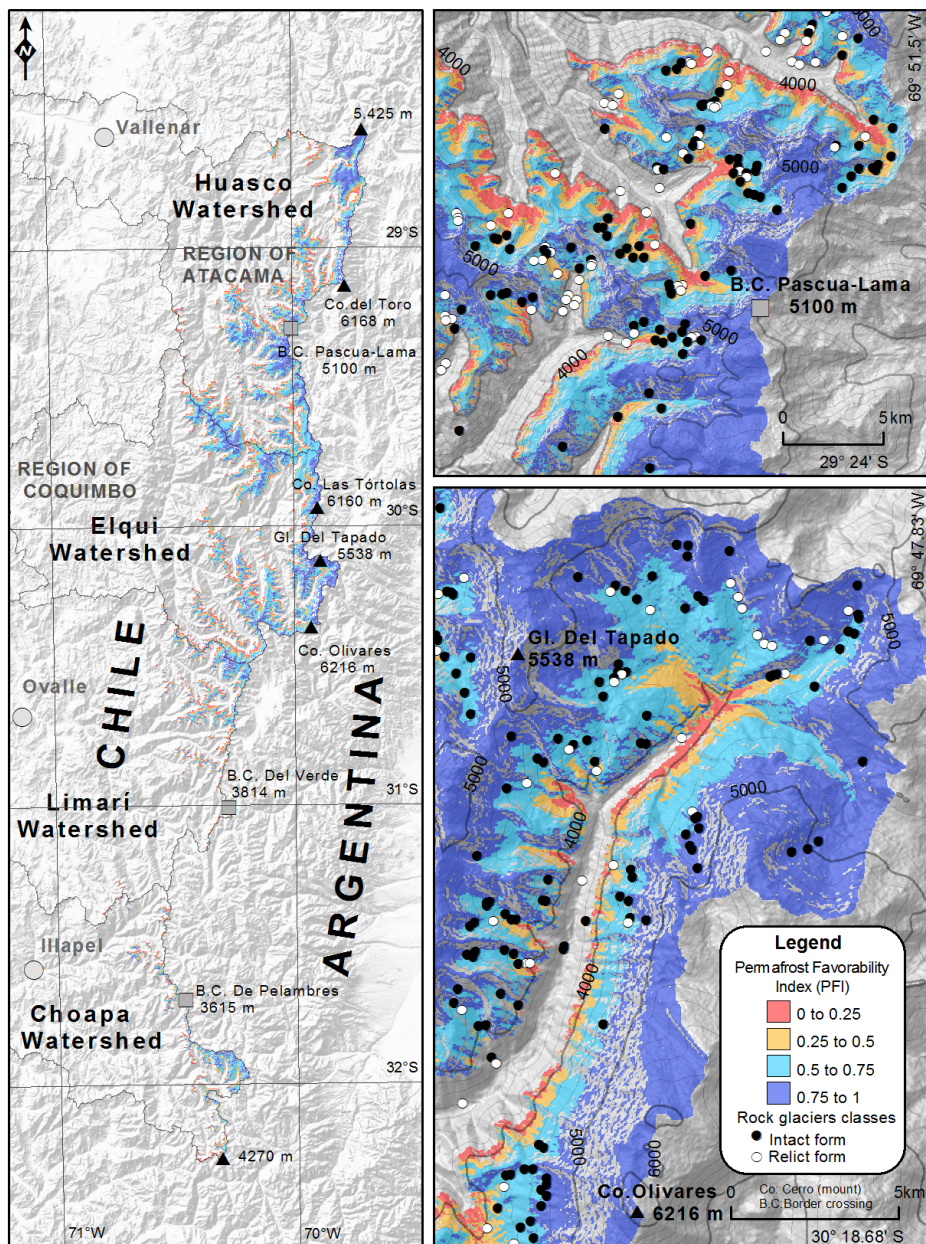 5.425 m
Vallenar
Huasco
Watershed
29°S
REGION OF
ATACAMA
Co.del Toro
6168 m
B.C. Pascua-Lama
5100 m
REGION OF
COQUIMBO
Co. Las Tórtolas
6160 m
30°S
Elqui
Watershed
Gl. Del Tapado
5538 m
Co. Olivares
6216 m
CHILE
ARGENTINA
Ovalle
B.C. Del Verde
3814 m
31°S
Limarí
Watershed
Illapel
B.C. De Pelambres
3615 m
Choapa
Watershed
32°S
4270 m
71°W
70°W
5000
5000
4000
4000
69° 51.5' W
5000
5000
B.C. Pascua-Lama
5100 m
5000
4000
0 5km
29° 24' S
69° 47.83' W
5000
Gl. Del Tapado
5538 m
5000
5000
5000
4000
4000
5000
6000
Legend
Permafrost Favorability
Index (PFI)
0 to 0.25
0.25 to 0.5
0.5 to 0.75
0.75 to 1
Rock glaciers classes
Intact form
Relict form
Co.Olivares
6216 m
0 5km
Co: Cerro (mount)
B.C:Border crossing
30° 18.68' S